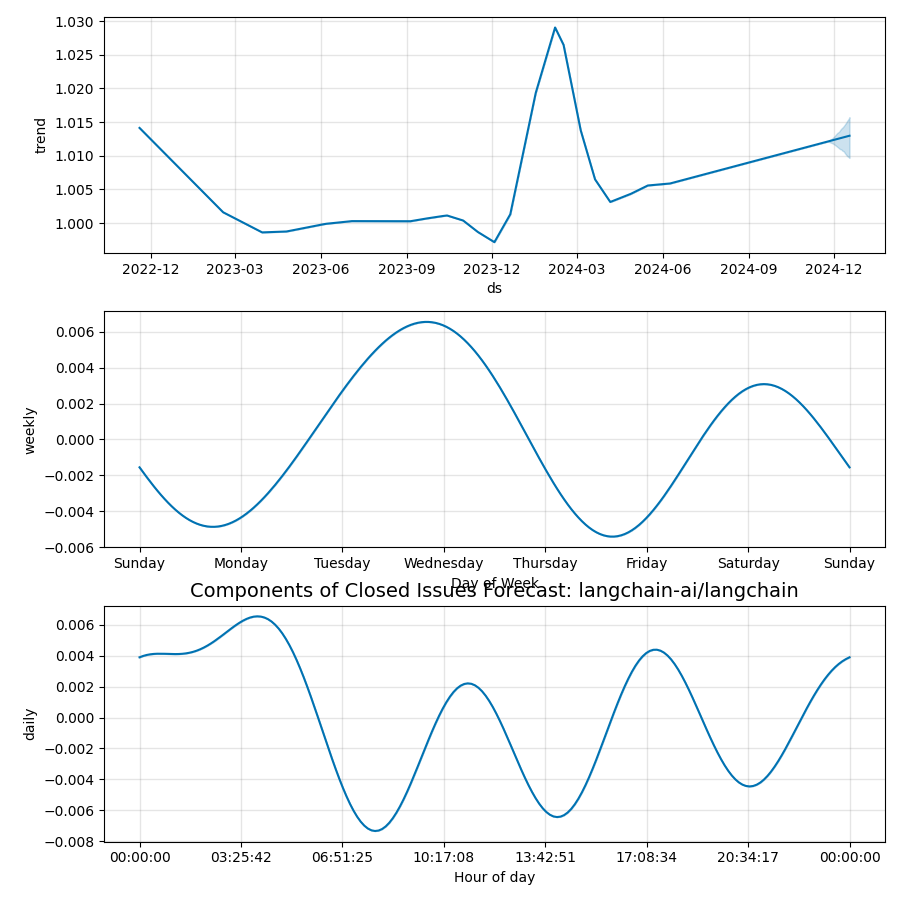 1.030
1.025
1.020
1.015
1.010
1.005
1.000
trend
2022-12 2023-03 2023-06 2023-09 2023-12 2024-03 2024-06 2024-09 2024-12
ds
0.006
0.004
0.002
0.000
−0.002
−0.004
−0.006
weekly
Sunday Monday Tuesday Wednesday Thursday Friday Saturday Sunday
Day of Week
Components of Closed Issues Forecast: langchain-ai/langchain
0.006
0.004
0.002
0.000
−0.002
−0.004
−0.006
−0.008
daily
00:00:00 03:25:42 06:51:25 10:17:08 13:42:51 17:08:34 20:34:17 00:00:00
Hour of day